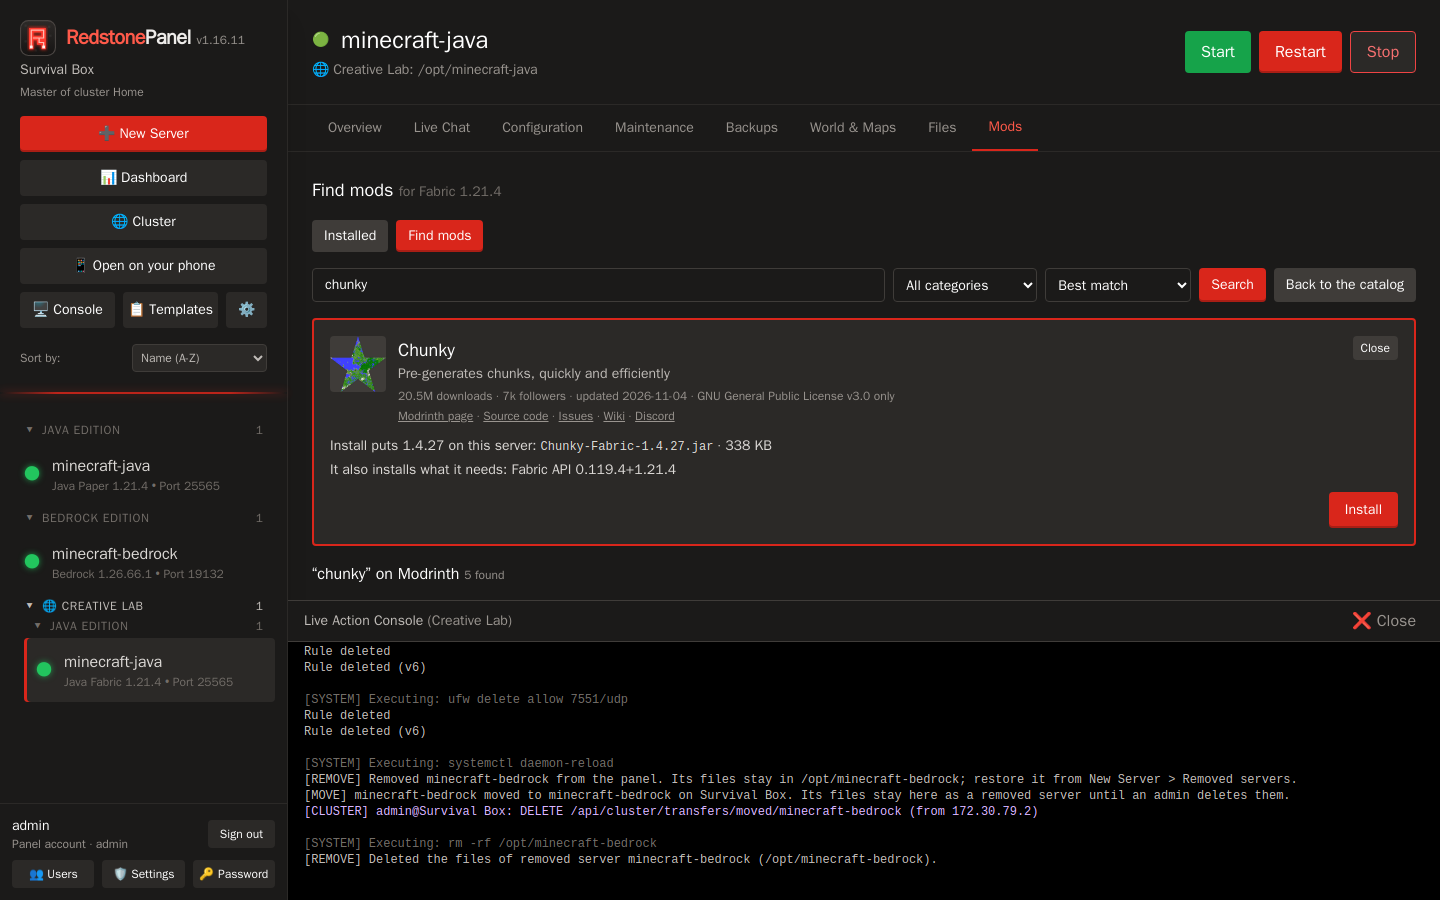 RedstonePanel v1.16.11
Survival Box
Master of cluster Home
➕ New Server
📊 Dashboard
🌐 Cluster
📱 Open on your phone
🖥️ Console
📋 Templates
Sort by:
Name (A-Z)
▼ JAVA EDITION 1
minecraft-java
Java Paper 1.21.4 • Port 25565
▼ BEDROCK EDITION 1
minecraft-bedrock
Bedrock 1.26.66.1 • Port 19132
▼ 🌐 CREATIVE LAB 1
▼ JAVA EDITION 1
minecraft-java
Java Fabric 1.21.4 • Port 25565
admin
Panel account · admin
Sign out
👥 Users
🛡️ Settings
🔑 Password
minecraft-java
🌐 Creative Lab: /opt/minecraft-java
Start
Restart
Stop
Overview
Live Chat
Configuration
Maintenance
Backups
World & Maps
Files
Mods
Find mods for Fabric 1.21.4
Installed
Find mods
chunky
All categories
Best match
Search
Back to the catalog
Chunky
Close
Pre-generates chunks, quickly and efficiently
20.5M downloads · 7k followers · updated 2026-11-04 · GNU General Public License v3.0 only
Modrinth page · Source code · Issues · Wiki · Discord
Install puts 1.4.27 on this server: Chunky-Fabric-1.4.27.jar · 338 KB
It also installs what it needs: Fabric API 0.119.4+1.21.4
Install
“chunky” on Modrinth 5 found
Live Action Console (Creative Lab)
❌ Close
Rule deleted
Rule deleted (v6)
[SYSTEM] Executing: ufw delete allow 7551/udp
Rule deleted
Rule deleted (v6)
[SYSTEM] Executing: systemctl daemon-reload
[REMOVE] Removed minecraft-bedrock from the panel. Its files stay in /opt/minecraft-bedrock; restore it from New Server > Removed servers.
[MOVE] minecraft-bedrock moved to minecraft-bedrock on Survival Box. Its files stay here as a removed server until an admin deletes them.
[CLUSTER] admin@Survival Box: DELETE /api/cluster/transfers/moved/minecraft-bedrock (from 172.30.79.2)
[SYSTEM] Executing: rm -rf /opt/minecraft-bedrock
[REMOVE] Deleted the files of removed server minecraft-bedrock (/opt/minecraft-bedrock).